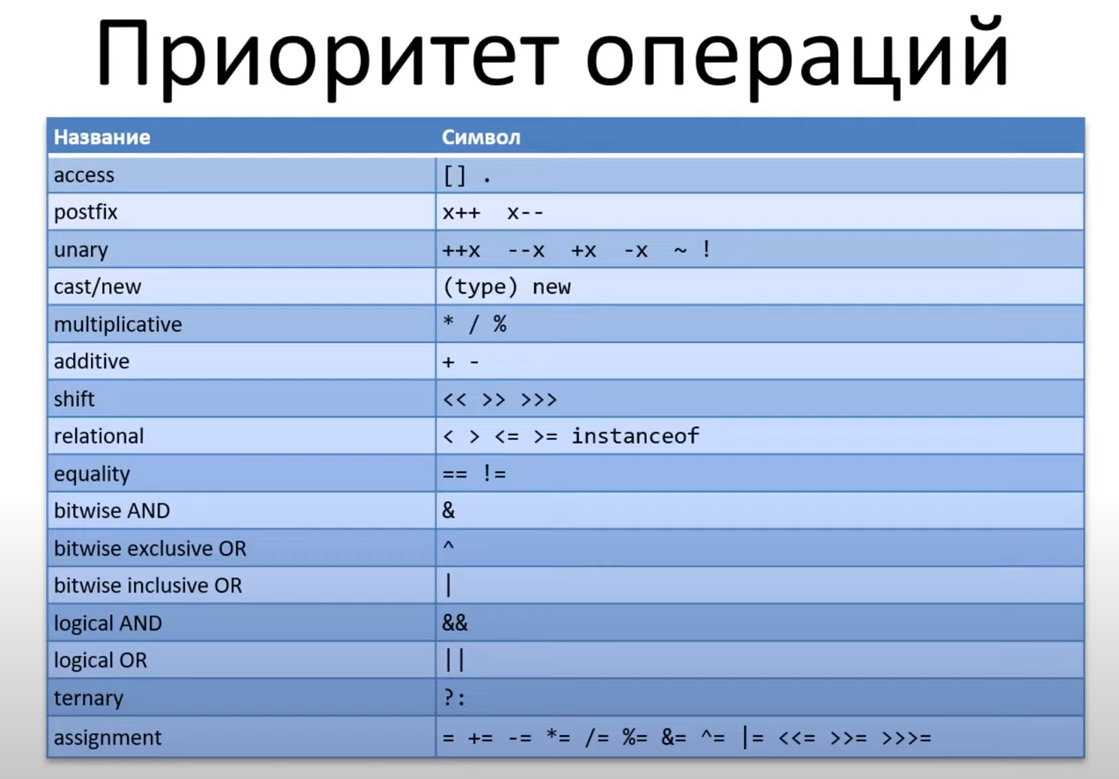 Приоритет операций
Название Символ
access [] .
postfix x++ x--
unary ++x --x +x -x ~ !
cast/new (type) new
multiplicative * / %
additive + -
shift << >> >>>
relational < > <= >= instanceof
equality == !=
bitwise AND &
bitwise exclusive OR ^
bitwise inclusive OR |
logical AND &&
logical OR ||
ternary ?:
assignment = += -= *= /= %= &= ^= |= <<= >>= >>>=